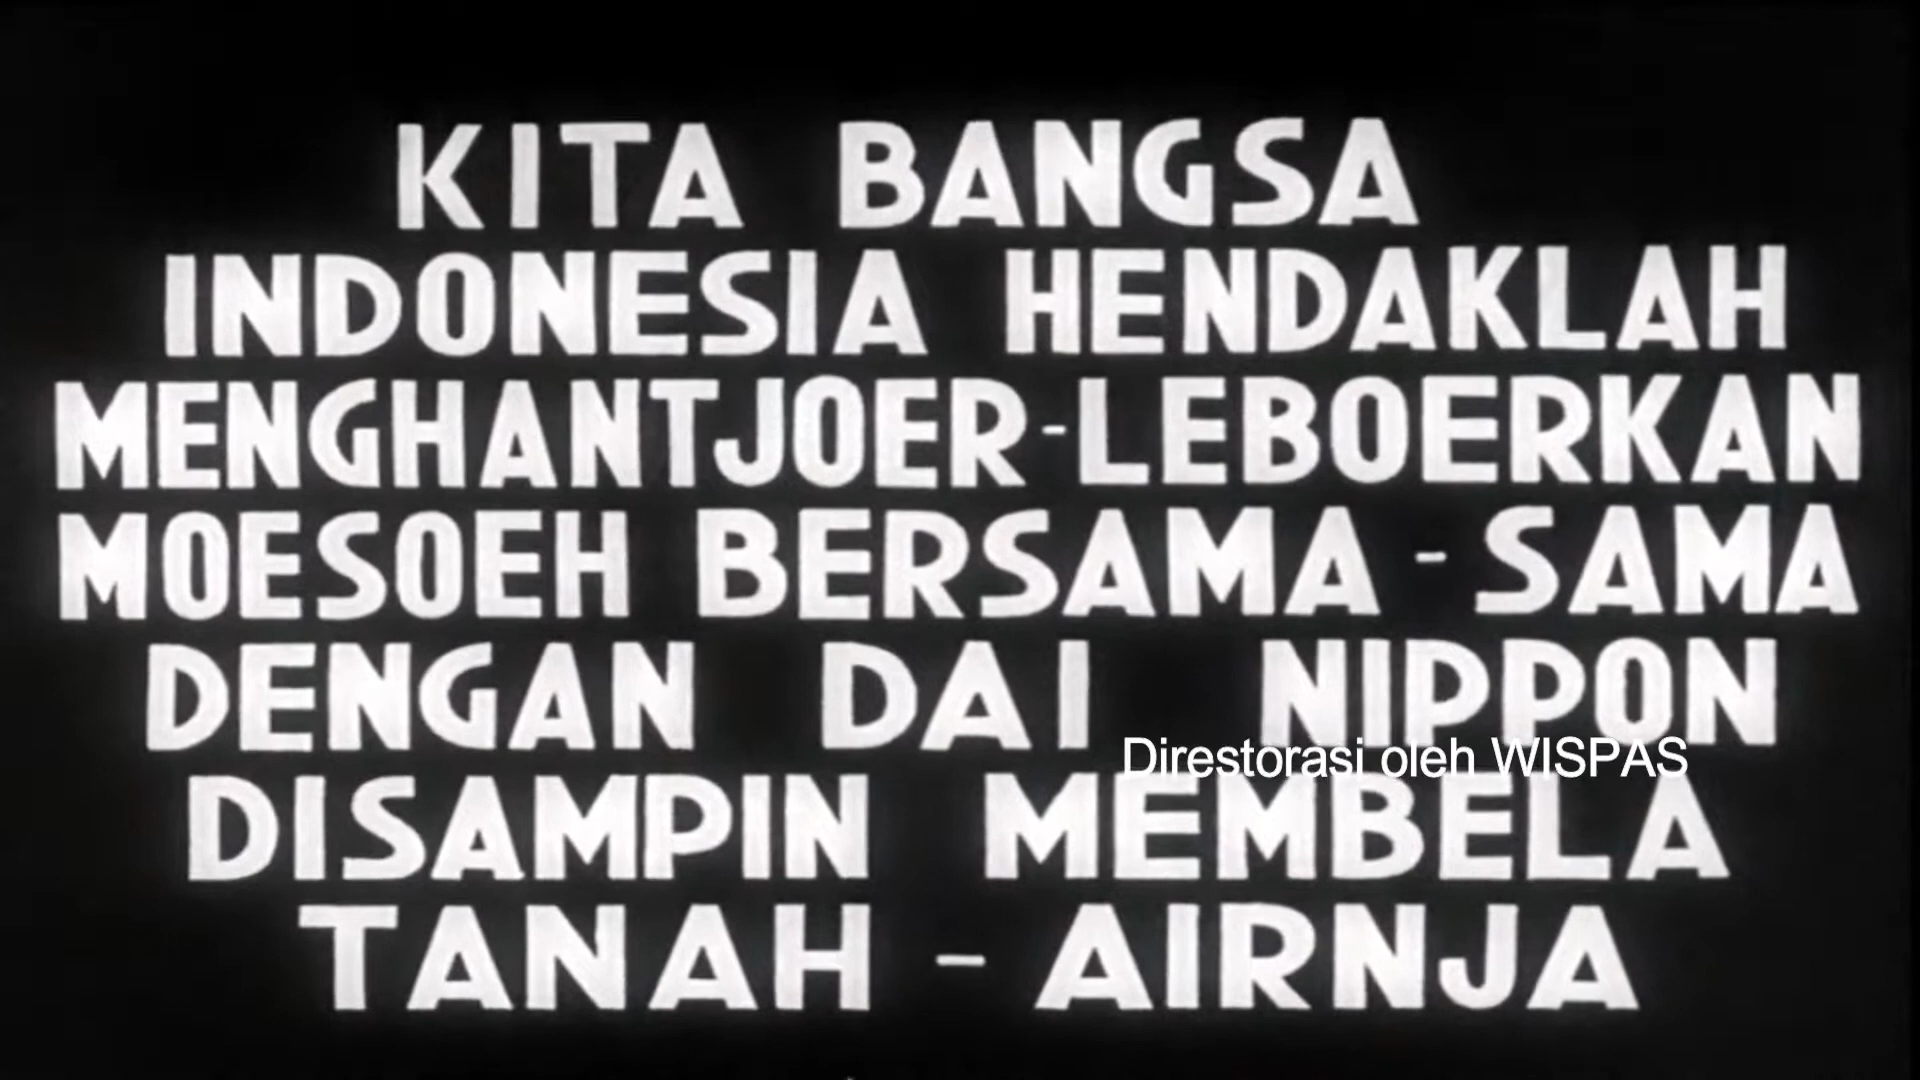 KITA BANGSA
INDONESIA HENDAKLAH
MENGHANTJOER-LEBOERKAN
MOESOEH BERSAMA-SAMA
DENGAN DAI NIPPON
Direstorasi oleh WISPAS
DISAMPIN MEMBELA
TANAH-AIRNJA